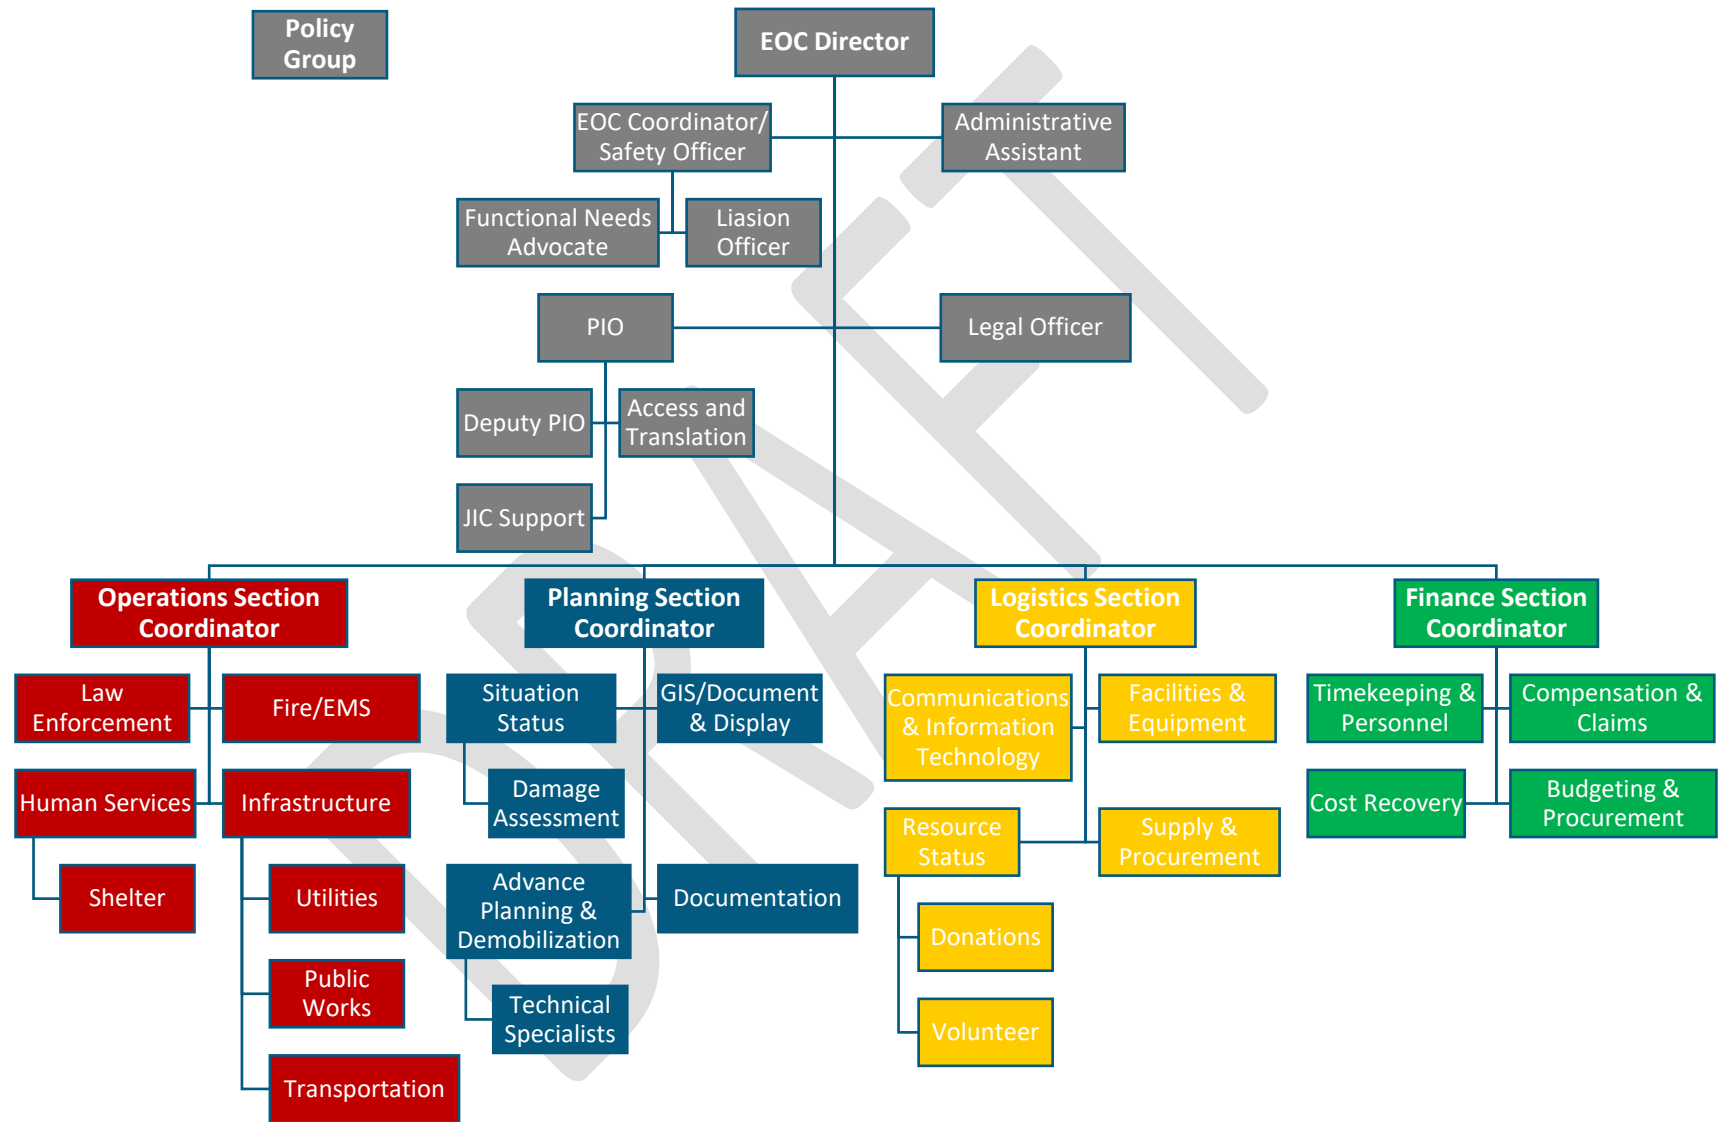 Policy
Group
EOC Director
EOC Coordinator/
Safety Officer
Administrative
Assistant
Functional Needs
Advocate
Liasion
Officer
PIO
Legal Officer
Deputy PIO
Access and
Translation
JIC Support
Operations Section
Coordinator
Law
Enforcement
Fire/EMS
Human Services
Infrastructure
Shelter
Utilities
Public
Works
Transportation
Planning Section
Coordinator
Situation
Status
GIS/Document
& Display
Damage
Assessment
Advance
Planning &
Demobilization
Documentation
Technical
Specialists
Logistics Section
Coordinator
Communications
& Information
Technology
Facilities &
Equipment
Resource
Status
Supply &
Procurement
Donations
Volunteer
Finance Section
Coordinator
Timekeeping &
Personnel
Compensation &
Claims
Cost Recovery
Budgeting &
Procurement
DRAFT